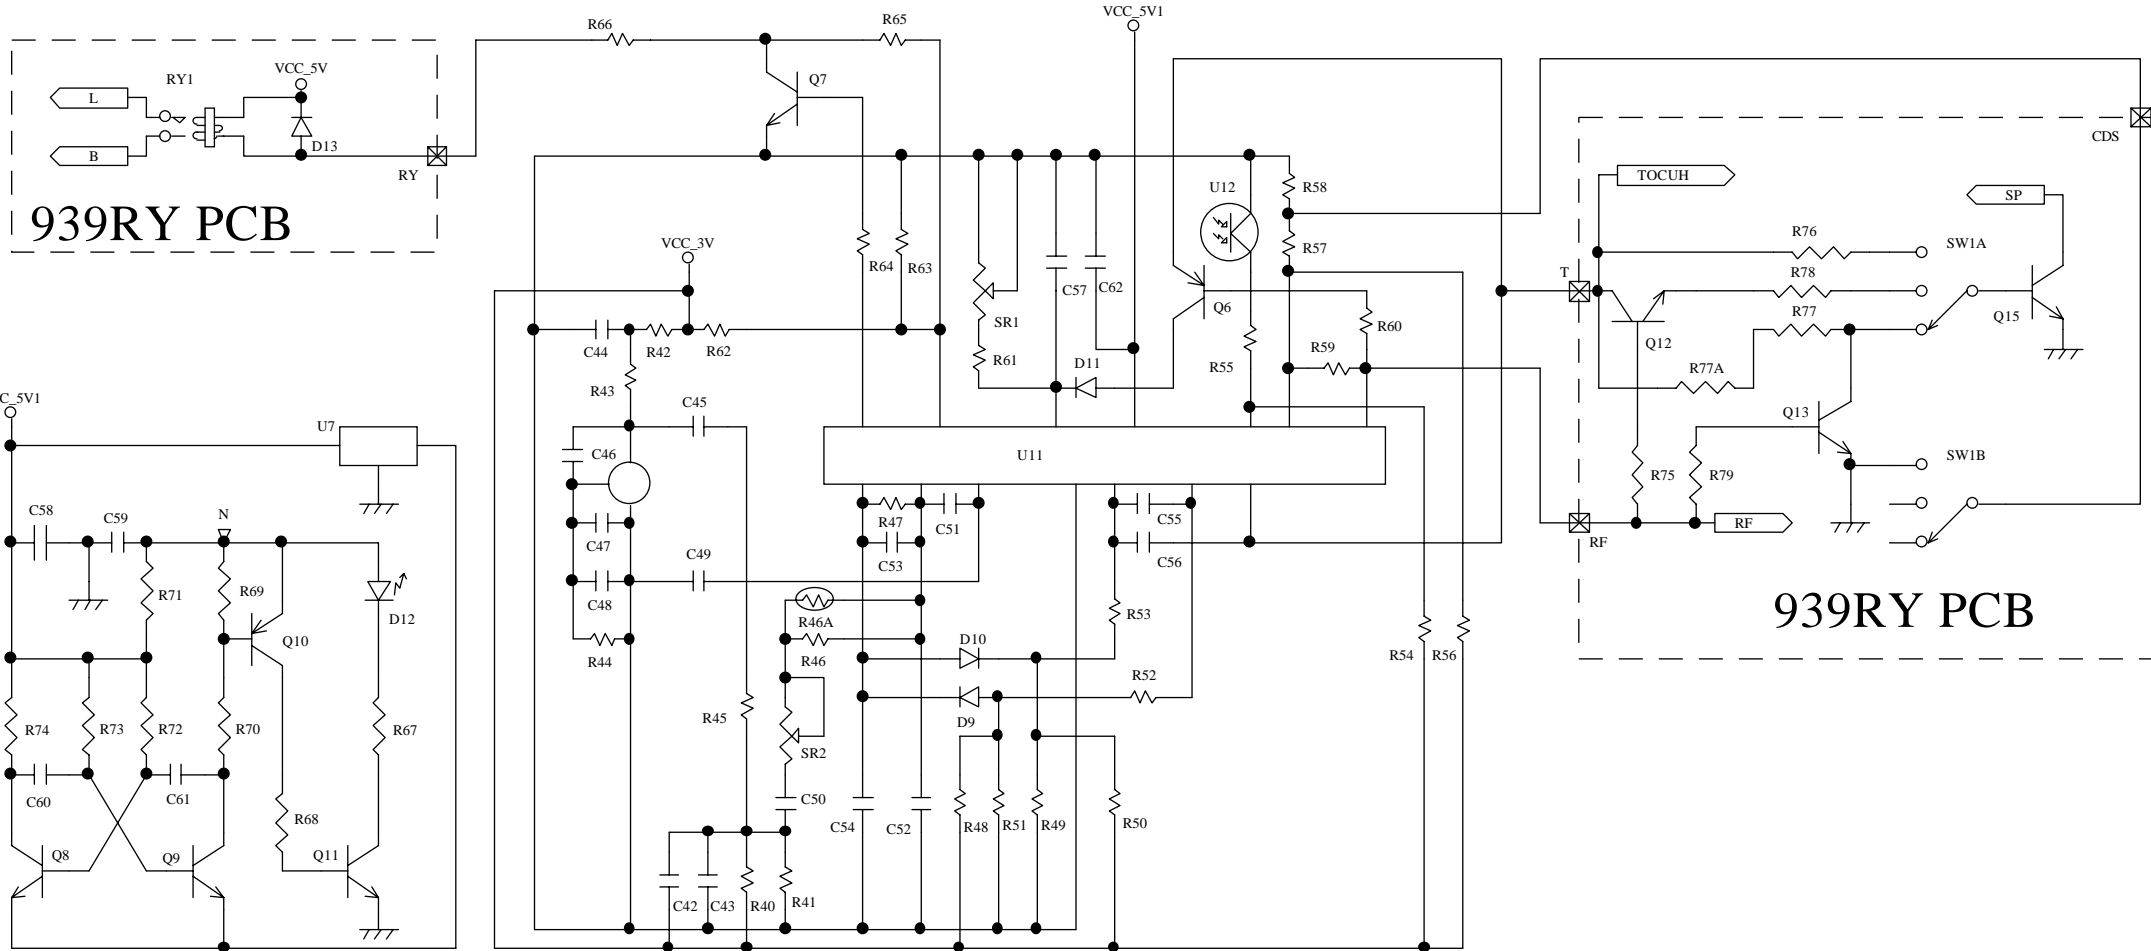 R66
R65
VCC_5V1
RY1
VCC_5V
Q7
L
B
D13
RY
CDS
939RY PCB
TOCUH
SP
U12
R58
R57
R76
SW1A
VCC_3V
R64
R63
C57
C62
T
R78
R77
Q6
Q15
SR1
R60
Q12
C44
R42
R62
R61
D11
R55
R59
R77A
R43
C45
Q13
C_5V1
U7
C46
U11
SW1B
R75
R79
C58
C59
N
R47
C51
C55
RF
RF
C47
C53
C49
C56
R71
R69
D12
C48
R46A
R53
939RY PCB
Q10
R44
R46
D10
R54
R56
R52
R74
R73
R72
R70
R67
R45
D9
SR2
C60
C61
C50
R68
C54
C52
R48
R51
R49
R50
Q8
Q9
Q11
C42
C43
R40
R41